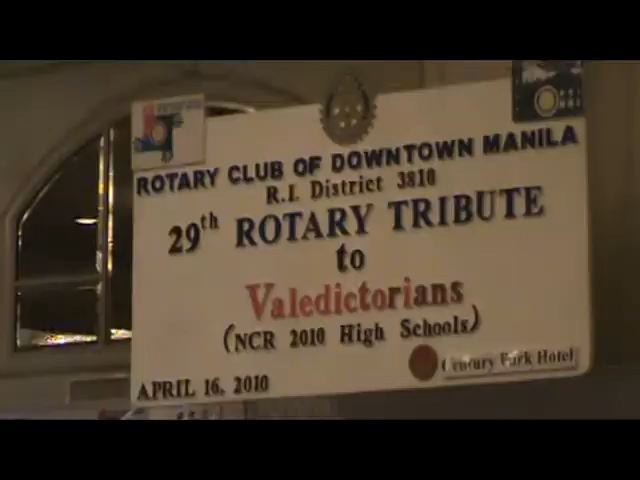 ROTARY CLUB OF DOWNTOWN MANILA
R.I. District 3810
29th ROTARY TRIBUTE
to
Valedictorians
(NCR 2010 High Schools)
Century Park Hotel
APRIL 16, 2010